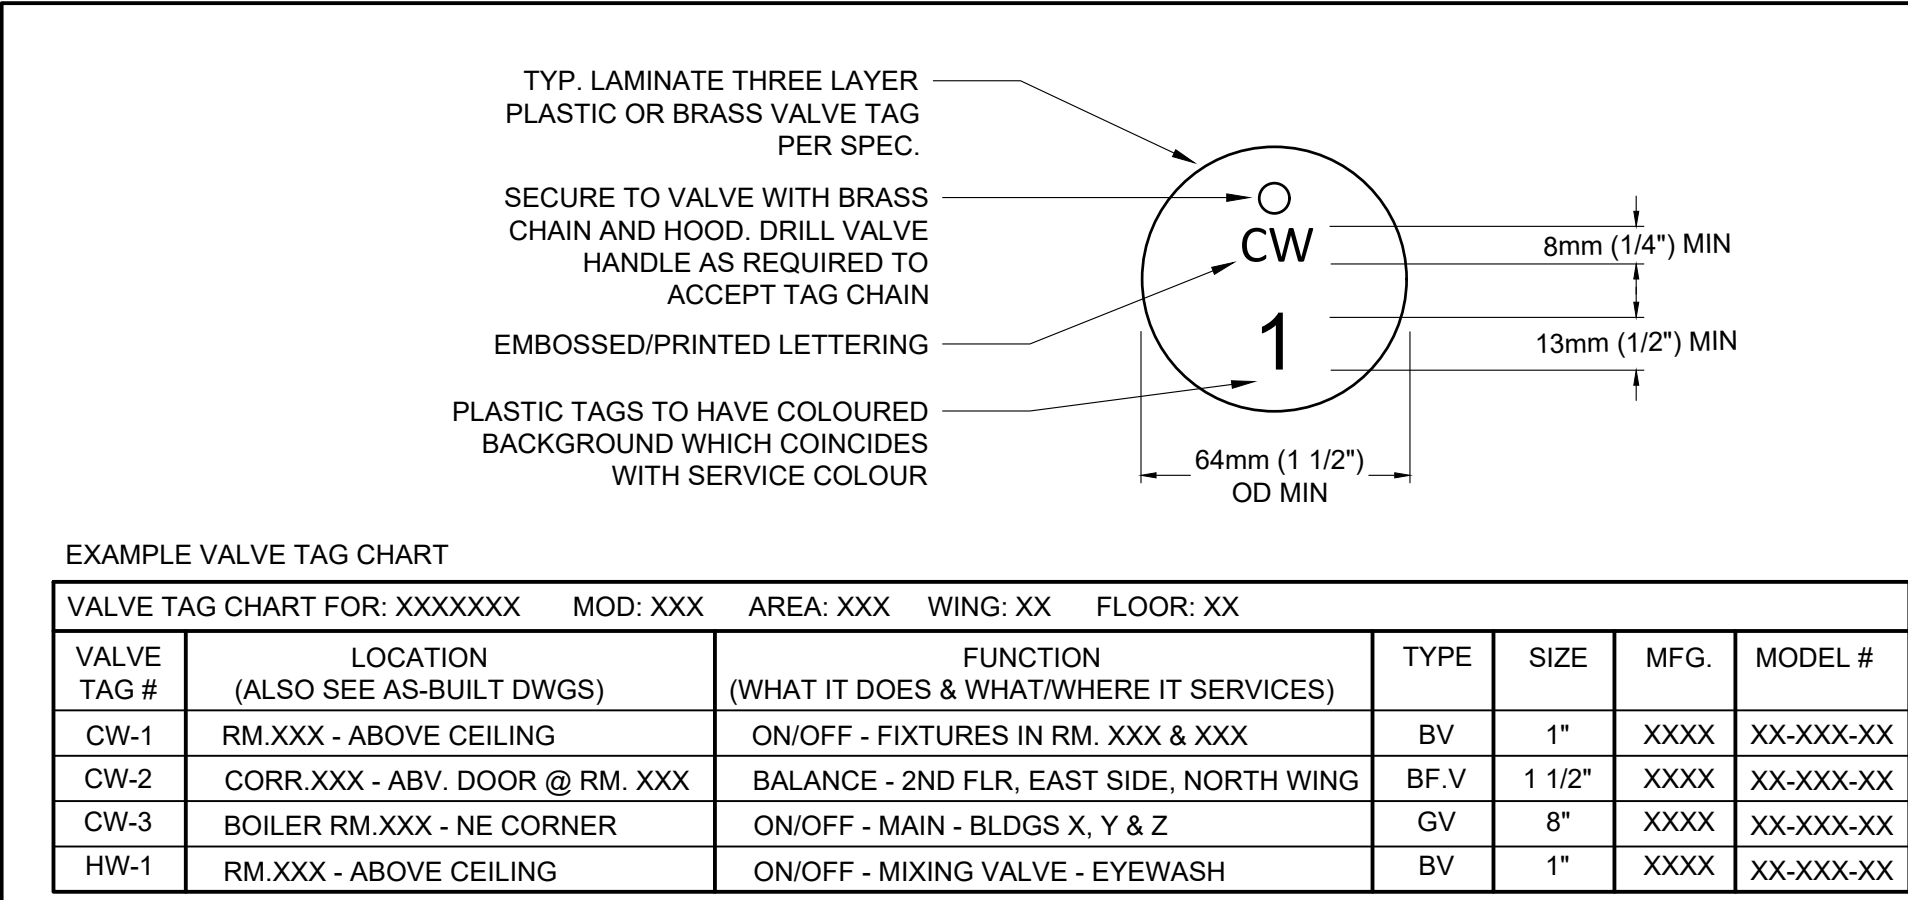 TYP. LAMINATE THREE LAYER
PLASTIC OR BRASS VALVE TAG
PER SPEC.
SECURE TO VALVE WITH BRASS
CHAIN AND HOOD. DRILL VALVE
HANDLE AS REQUIRED TO
ACCEPT TAG CHAIN
EMBOSSED/PRINTED LETTERING
PLASTIC TAGS TO HAVE COLOURED
BACKGROUND WHICH COINCIDES
WITH SERVICE COLOUR
CW
1
8mm (1/4") MIN
13mm (1/2") MIN
64mm (1 1/2")
OD MIN
EXAMPLE VALVE TAG CHART
VALVE TAG CHART FOR: XXXXXXX MOD: XXX AREA: XXX WING: XX FLOOR: XX
VALVE TAG # LOCATION (ALSO SEE AS-BUILT DWGS) FUNCTION (WHAT IT DOES & WHAT/WHERE IT SERVICES) TYPE SIZE MFG. MODEL #
CW-1 RM.XXX - ABOVE CEILING ON/OFF - FIXTURES IN RM. XXX & XXX BV 1" XXXX XX-XXX-XX
CW-2 CORR.XXX - ABV. DOOR @ RM. XXX BALANCE - 2ND FLR, EAST SIDE, NORTH WING BF.V 1 1/2" XXXX XX-XXX-XX
CW-3 BOILER RM.XXX - NE CORNER ON/OFF - MAIN - BLDGS X, Y & Z GV 8" XXXX XX-XXX-XX
HW-1 RM.XXX - ABOVE CEILING ON/OFF - MIXING VALVE - EYEWASH BV 1" XXXX XX-XXX-XX